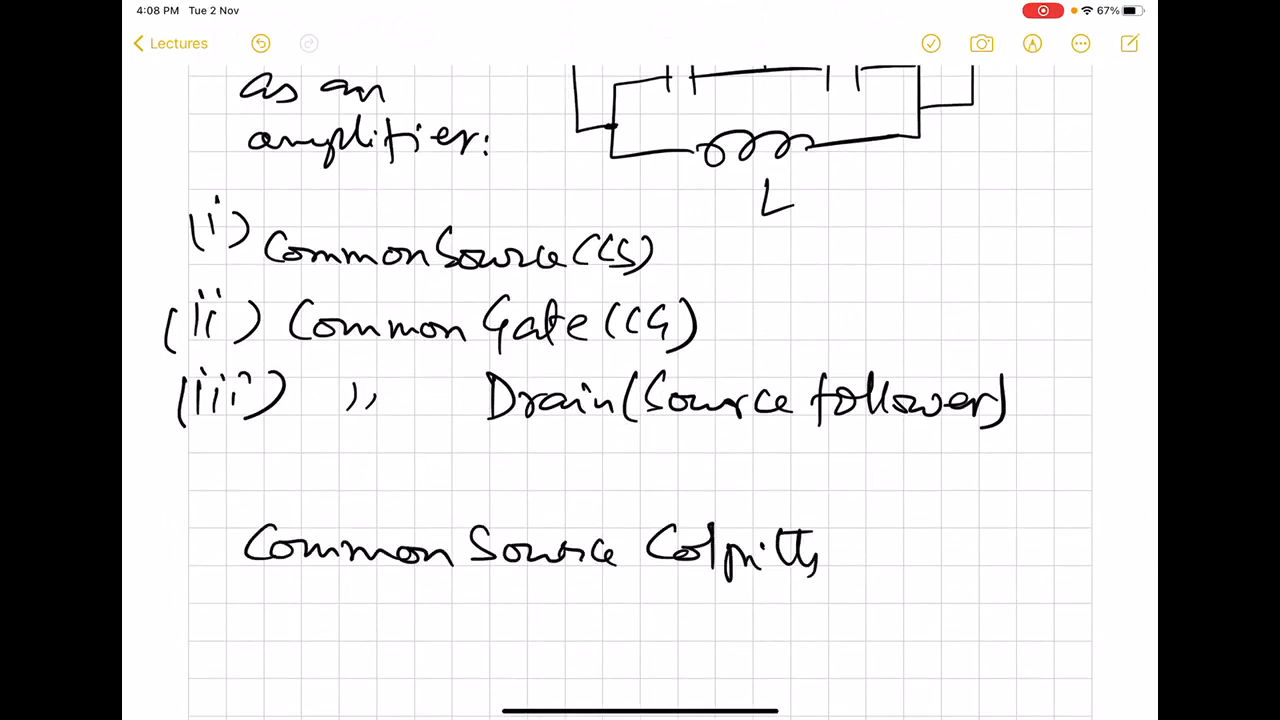 4:08 PM Tue 2 Nov
67%
Lectures
as an
amplifier:
L
(i) Common Source (CS)
(ii) Common Gate (CG)
(iii) ,, Drain (Source follower)
Common Source Colpitts